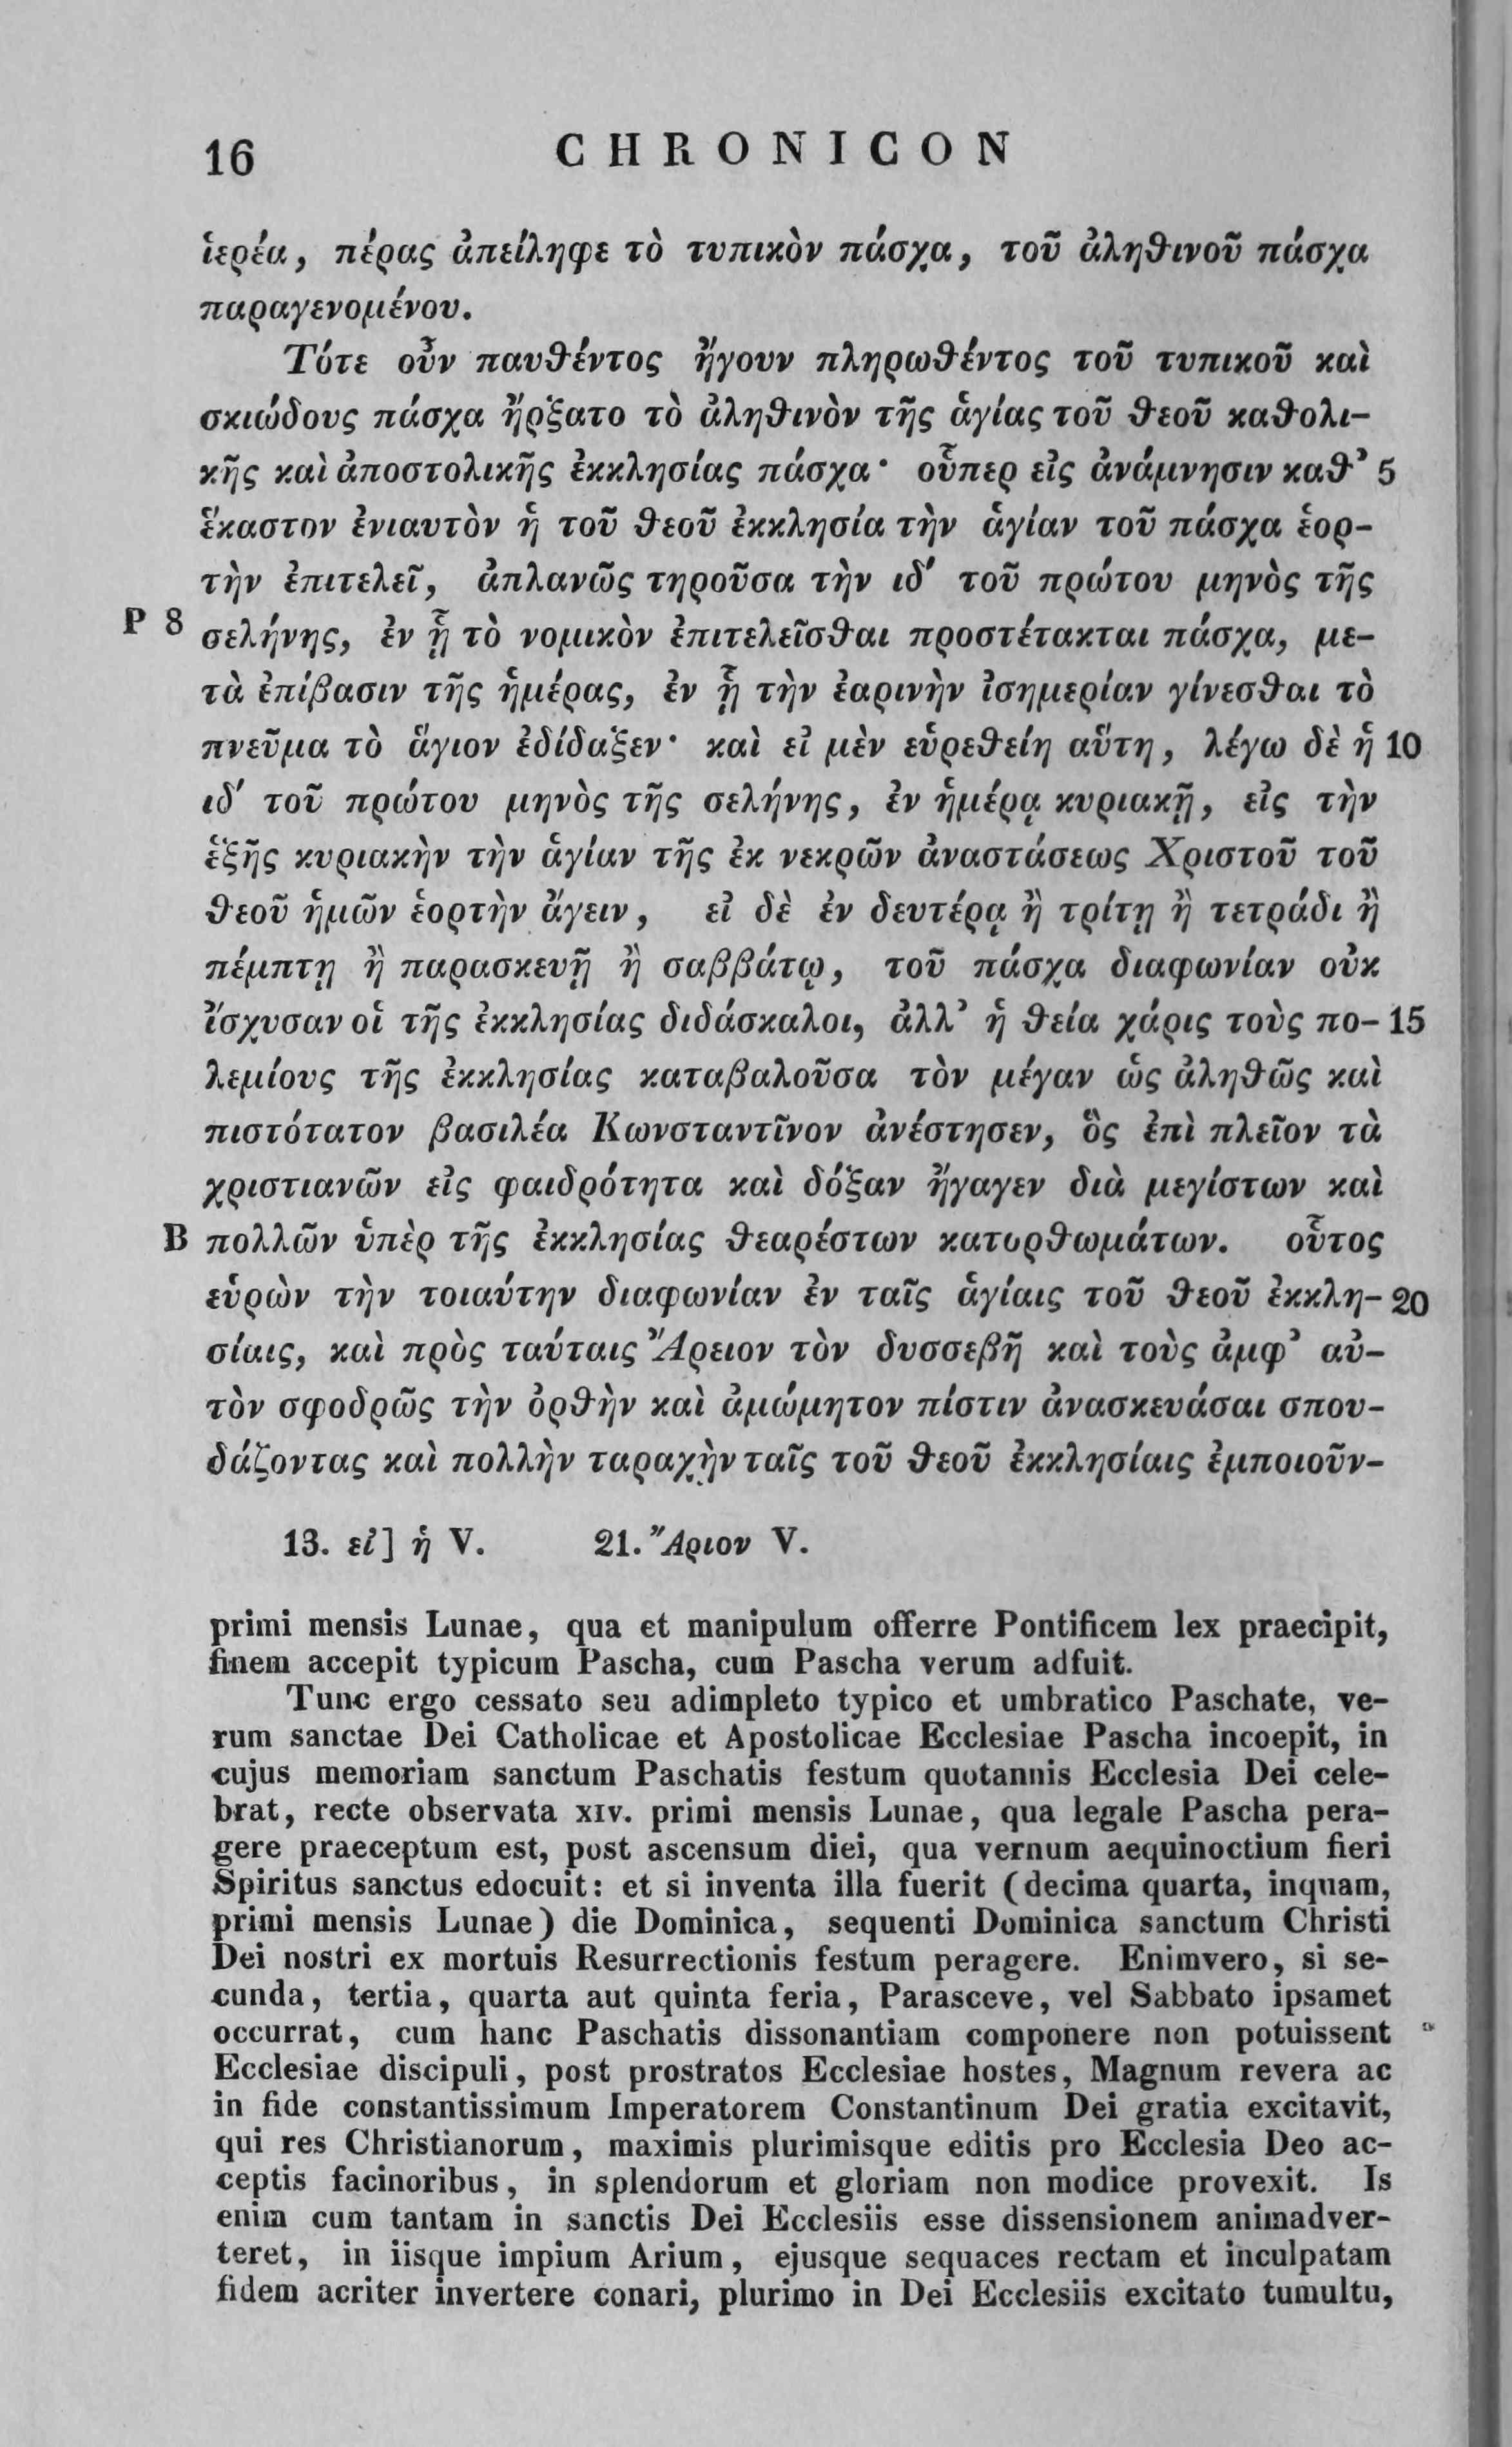 16 CHRONICON
ἱερέα, πέρας ἀπείληφε τὸ τυπικὸν πάσχα, τοῦ ἀληθινοῦ πάσχα
παραγενομένου.
Τότε οὖν παυθέντος ἤγουν πληρωθέντος τοῦ τυπικοῦ καὶ
σκιώδους πάσχα ἤρξατο τὸ ἀληθινὸν τῆς ἁγίας τοῦ θεοῦ καθολι-
κῆς καὶ ἀποστολικῆς ἐκκλησίας πάσχα· οὗπερ εἰς ἀνάμνησιν καθ’ 5
ἕκαστον ἐνιαυτὸν ἡ τοῦ θεοῦ ἐκκλησία τὴν ἁγίαν τοῦ πάσχα ἑορ-
τὴν ἐπιτελεῖ, ἀπλανῶς τηροῦσα τὴν ιδ′ τοῦ πρώτου μηνὸς τῆς
P 8 σελήνης, ἐν ᾗ τὸ νομικὸν ἐπιτελεῖσθαι προστέτακται πάσχα, με-
τὰ ἐπίβασιν τῆς ἡμέρας, ἐν ᾗ τὴν ἐαρινὴν ἰσημερίαν γίνεσθαι τὸ
πνεῦμα τὸ ἅγιον ἐδίδαξεν· καὶ εἰ μὲν εὑρεθείη αὕτη, λέγω δὲ ἡ 10
ιδ′ τοῦ πρώτου μηνὸς τῆς σελήνης, ἐν ἡμέρᾳ κυριακῇ, εἰς τὴν
ἑξῆς κυριακὴν τὴν ἁγίαν τῆς ἐκ νεκρῶν ἀναστάσεως Χριστοῦ τοῦ
θεοῦ ἡμῶν ἑορτὴν ἄγειν, εἰ δὲ ἐν δευτέρᾳ ἢ τρίτῃ ἢ τετράδι ἢ
πέμπτῃ ἢ παρασκευῇ ἢ σαββάτῳ, τοῦ πάσχα διαφωνίαν οὐκ
ἴσχυσαν οἱ τῆς ἐκκλησίας διδάσκαλοι, ἀλλ’ ἡ θεία χάρις τοὺς πο- 15
λεμίους τῆς ἐκκλησίας καταβαλοῦσα τὸν μέγαν ὡς ἀληθῶς καὶ
πιστότατον βασιλέα Κωνσταντῖνον ἀνέστησεν, ὃς ἐπὶ πλεῖον τὰ
χριστιανῶν εἰς φαιδρότητα καὶ δόξαν ἤγαγεν διὰ μεγίστων καὶ
B πολλῶν ὑπὲρ τῆς ἐκκλησίας θεαρέστων κατορθωμάτων. οὗτος
εὑρὼν τὴν τοιαύτην διαφωνίαν ἐν ταῖς ἁγίαις τοῦ θεοῦ ἐκκλη- 20
σίαις, καὶ πρὸς ταύταις Ἄρειον τὸν δυσσεβῆ καὶ τοὺς ἀμφ’ αὐ-
τὸν σφοδρῶς τὴν ὀρθὴν καὶ ἀμώμητον πίστιν ἀνασκευάσαι σπου-
δάζοντας καὶ πολλὴν ταραχὴν ταῖς τοῦ θεοῦ ἐκκλησίαις ἐμποιοῦν-
13. εἰ] ἡ V. 21. Ἄριον V.
primi mensis Lunae, qua et manipulum offerre Pontificem lex praecipit,
finem accepit typicum Pascha, cum Pascha verum adfuit.
Tunc ergo cessato seu adimpleto typico et umbratico Paschate, ve-
rum sanctae Dei Catholicae et Apostolicae Ecclesiae Pascha incoepit, in
cujus memoriam sanctum Paschatis festum quotannis Ecclesia Dei cele-
brat, recte observata xiv. primi mensis Lunae, qua legale Pascha pera-
gere praeceptum est, post ascensum diei, qua vernum aequinoctium fieri
Spiritus sanctus edocuit: et si inventa illa fuerit (decima quarta, inquam,
primi mensis Lunae) die Dominica, sequenti Dominica sanctum Christi
Dei nostri ex mortuis Resurrectionis festum peragere. Enimvero, si se-
cunda, tertia, quarta aut quinta feria, Parasceve, vel Sabbato ipsamet
occurrat, cum hanc Paschatis dissonantiam componere non potuissent
Ecclesiae discipuli, post prostratos Ecclesiae hostes, Magnum revera ac
in fide constantissimum Imperatorem Constantinum Dei gratia excitavit,
qui res Christianorum, maximis plurimisque editis pro Ecclesia Deo ac-
ceptis facinoribus, in splendorum et gloriam non modice provexit. Is
enim cum tantam in sanctis Dei Ecclesiis esse dissensionem animadver-
teret, in iisque impium Arium, ejusque sequaces rectam et inculpatam
fidem acriter invertere conari, plurimo in Dei Ecclesiis excitato tumultu,